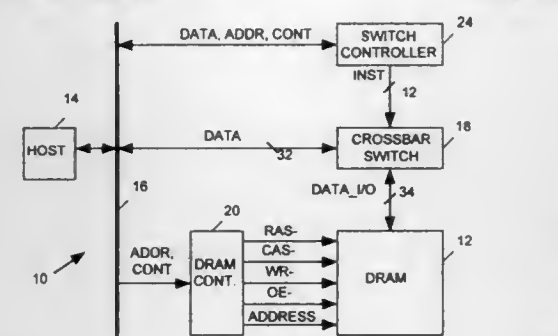 DATA, ADDR, CONT
SWITCH
CONTROLLER
24
INST
12
14
HOST
DATA
32
CROSSBAR
SWITCH
18
16
DATA_I/O
34
20
12
10
ADDR,
CONT
DRAM
CONT.
RAS-
CAS-
WR-
OE-
ADDRESS
DRAM